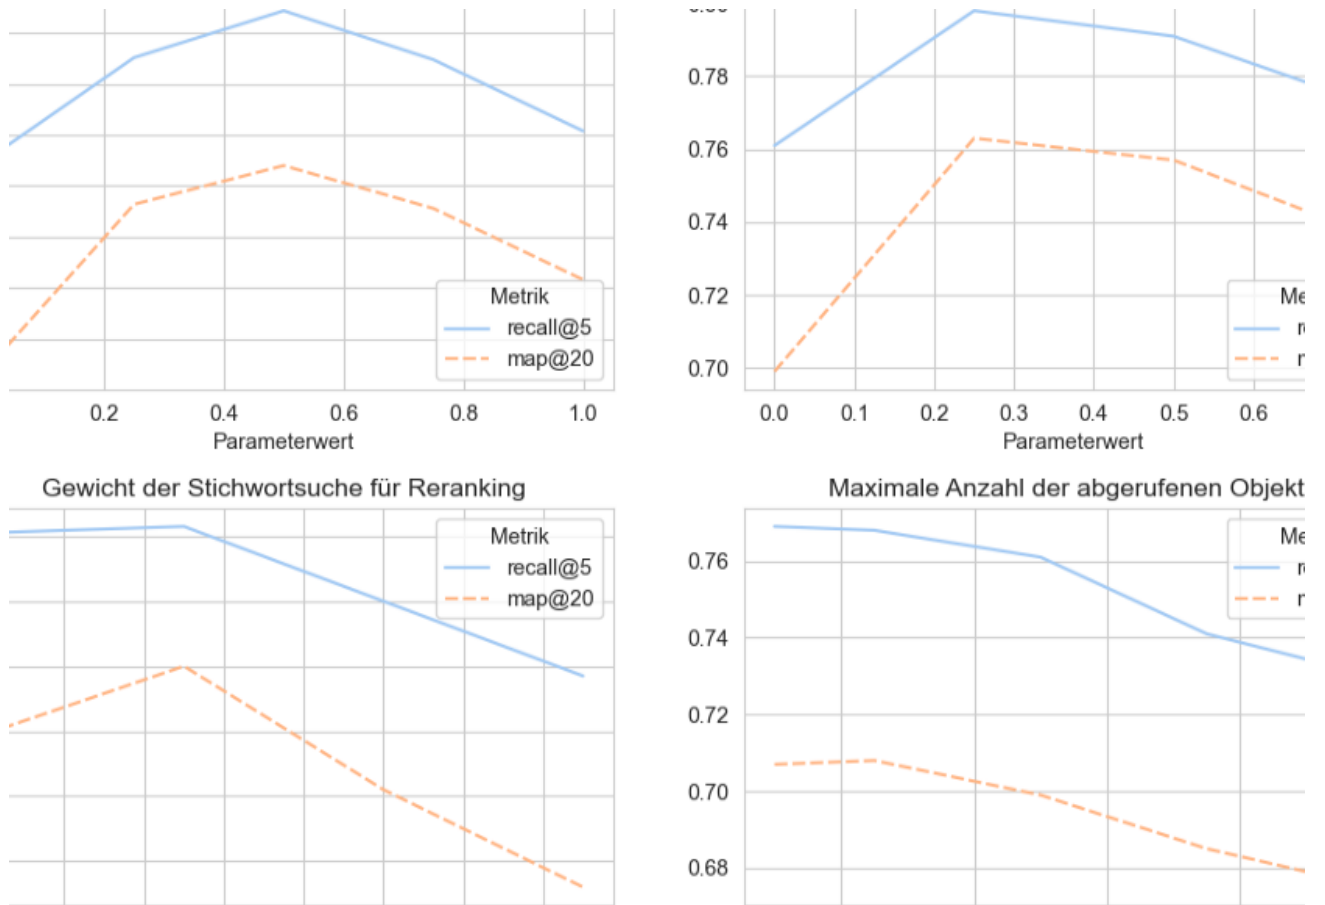 0.78
0.76
0.74
0.72
0.70
Metrik
recall@5
map@20
0.2 0.4 0.6 0.8 1.0
Parameterwert
0.0 0.1 0.2 0.3 0.4 0.5 0.6
Parameterwert
Gewicht der Stichwortsuche für Reranking
Metrik
recall@5
map@20
Maximale Anzahl der abgerufenen Objekt
0.76
0.74
0.72
0.70
0.68